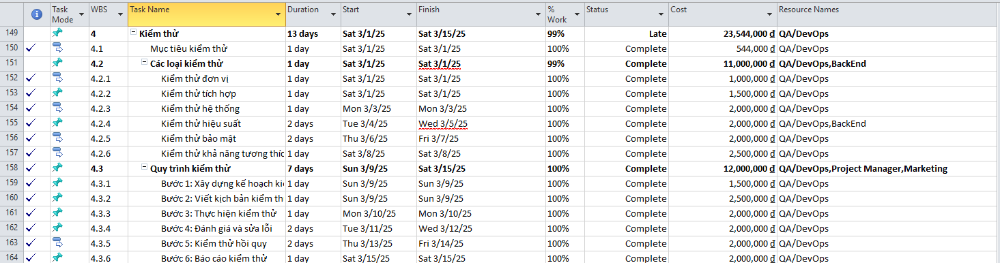 Task Mode WBS Task Name Duration Start Finish % Work Status Cost Resource Names
149 4 Kiểm thử 13 days Sat 3/1/25 Sat 3/15/25 99% Late 23,544,000 ₫ QA/DevOps
150 4.1 Mục tiêu kiểm thử 1 day Sat 3/1/25 Sat 3/1/25 100% Complete 544,000 ₫ QA/DevOps
151 4.2 Các loại kiểm thử 1 day Sat 3/1/25 Sat 3/1/25 99% Complete 11,000,000 ₫ QA/DevOps,BackEnd
152 4.2.1 Kiểm thử đơn vị 1 day Sat 3/1/25 Sat 3/1/25 100% Complete 1,000,000 ₫ QA/DevOps
153 4.2.2 Kiểm thử tích hợp 1 day Sat 3/1/25 Sat 3/1/25 100% Complete 1,500,000 ₫ QA/DevOps
154 4.2.3 Kiểm thử hệ thống 1 day Mon 3/3/25 Mon 3/3/25 100% Complete 2,000,000 ₫ QA/DevOps
155 4.2.4 Kiểm thử hiệu suất 2 days Tue 3/4/25 Wed 3/5/25 100% Complete 2,000,000 ₫ QA/DevOps,BackEnd
156 4.2.5 Kiểm thử bảo mật 2 days Thu 3/6/25 Fri 3/7/25 100% Complete 2,000,000 ₫ QA/DevOps
157 4.2.6 Kiểm thử khả năng tương thíc 1 day Sat 3/8/25 Sat 3/8/25 100% Complete 2,500,000 ₫ QA/DevOps
158 4.3 Quy trình kiểm thử 7 days Sun 3/9/25 Sat 3/15/25 100% Complete 12,000,000 ₫ QA/DevOps,Project Manager,Marketing
159 4.3.1 Bước 1: Xây dựng kế hoạch kiể 1 day Sun 3/9/25 Sun 3/9/25 100% Complete 1,500,000 ₫ QA/DevOps
160 4.3.2 Bước 2: Viết kịch bản kiểm th 1 day Sun 3/9/25 Sun 3/9/25 100% Complete 2,500,000 ₫ QA/DevOps
161 4.3.3 Bước 3: Thực hiện kiểm thử 1 day Mon 3/10/25 Mon 3/10/25 100% Complete 2,000,000 ₫ QA/DevOps
162 4.3.4 Bước 4: Đánh giá và sửa lỗi 2 days Tue 3/11/25 Wed 3/12/25 100% Complete 2,000,000 ₫ QA/DevOps
163 4.3.5 Bước 5: Kiểm thử hồi quy 2 days Thu 3/13/25 Fri 3/14/25 100% Complete 2,000,000 ₫ QA/DevOps
164 4.3.6 Bước 6: Báo cáo kiểm thử 1 day Sat 3/15/25 Sat 3/15/25 100% Complete 2,000,000 ₫ QA/DevOps